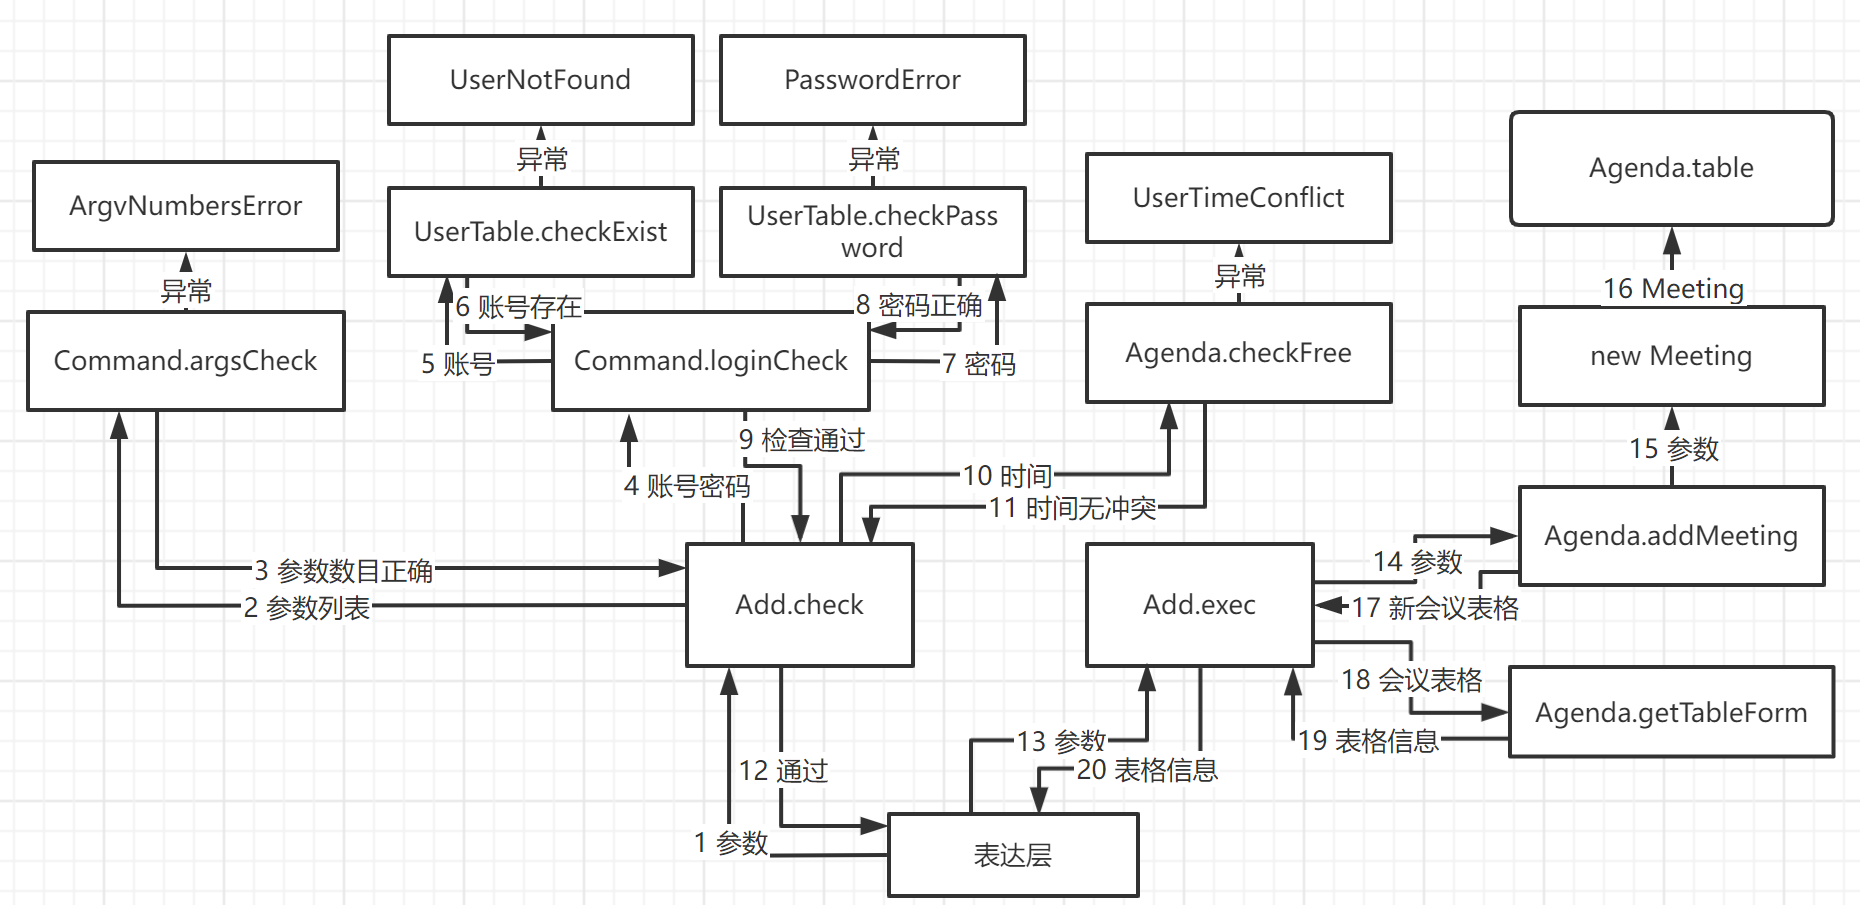 UserNotFound
PasswordError
异常
异常
Agenda.table
ArgvNumbersError
UserTable.checkExist
UserTable.checkPass
word
UserTimeConflict
异常
异常
16 Meeting
6 账号存在
8 密码正确
Command.argsCheck
5 账号
Command.loginCheck
7 密码
Agenda.checkFree
new Meeting
9 检查通过
15 参数
4 账号密码
10 时间
11 时间无冲突
Agenda.addMeeting
14 参数
3 参数数目正确
2 参数列表
Add.check
Add.exec
17 新会议表格
18 会议表格
Agenda.getTableForm
13 参数
19 表格信息
12 通过
20 表格信息
1 参数
表达层